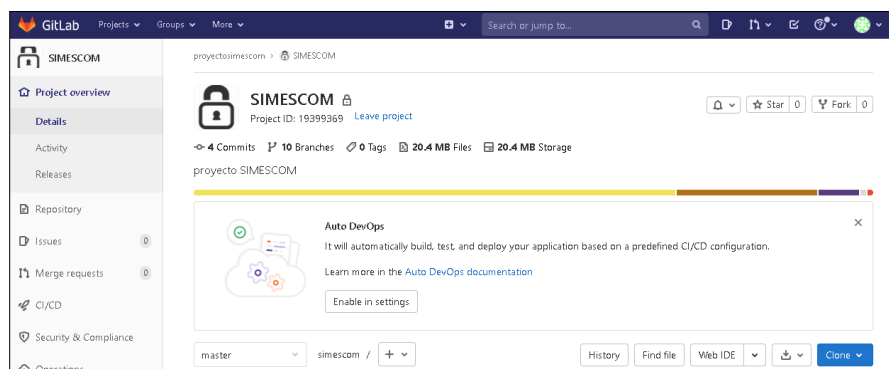 GitLab Projects Groups More Search or jump to...
SIMESCOM
proyectosimescom > SIMESCOM
Project overview
Details
Activity
Releases
Repository
Issues 0
Merge requests 0
CI/CD
Security & Compliance
Operations
SIMESCOM
Project ID: 19399369 Leave project
Star 0 Fork 0
4 Commits 10 Branches 0 Tags 20.4 MB Files 20.4 MB Storage
proyecto SIMESCOM
Auto DevOps
It will automatically build, test, and deploy your application based on a predefined CI/CD configuration.
Learn more in the Auto DevOps documentation
Enable in settings
master simescom / + History Find file Web IDE Clone